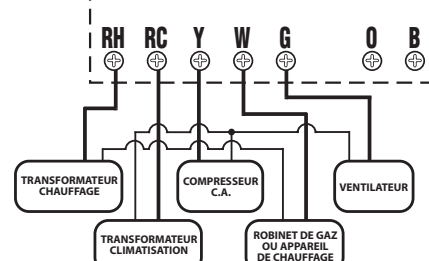 RH RC Y W G O B
TRANSFORMATEUR
CHAUFFAGE
COMPRESSEUR
C.A.
VENTILATEUR
TRANSFORMATEUR
CLIMATISATION
ROBINET DE GAZ
OU APPAREIL
DE CHAUFFAGE